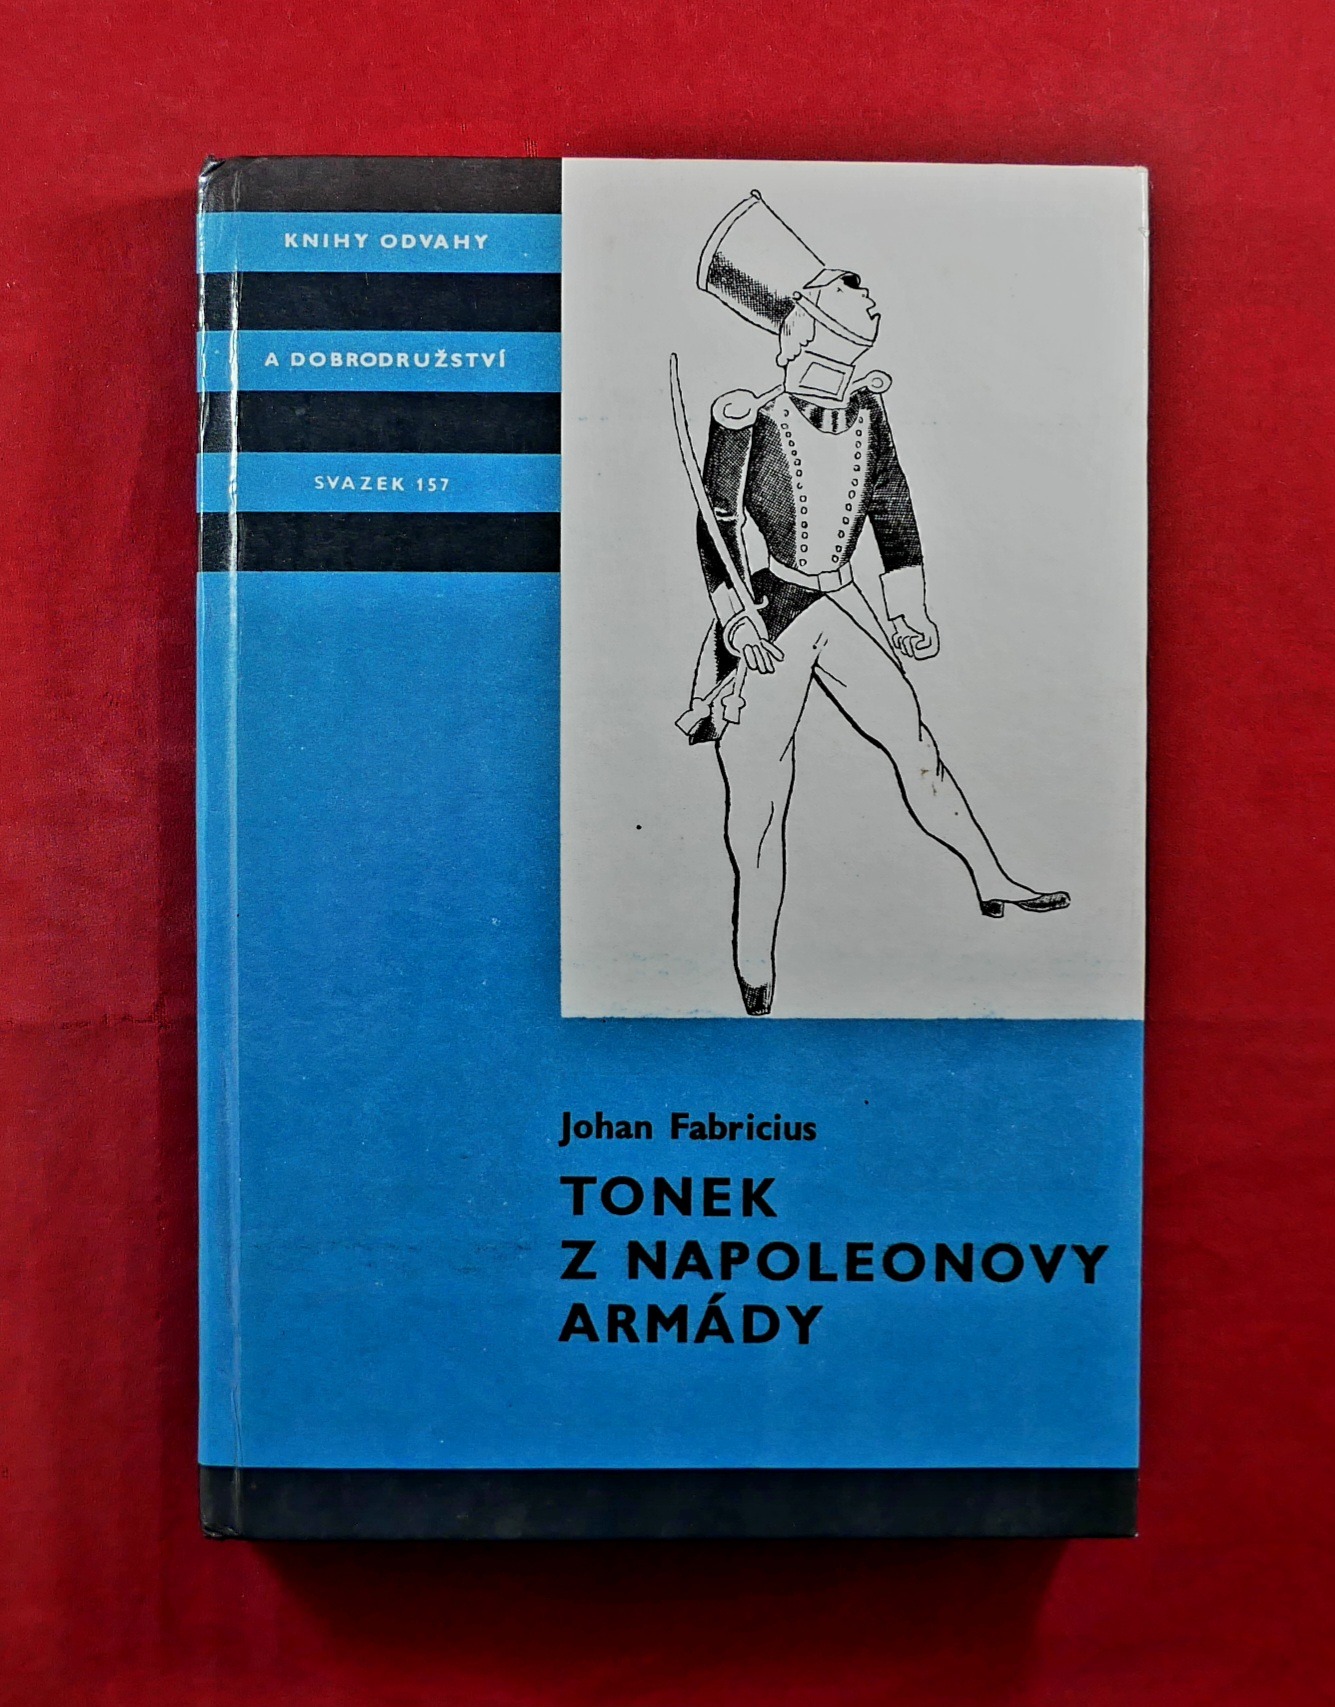 KNIHY ODVAHY
A DOBRODRUŽSTVÍ
SVAZEK 157
Johan Fabricius
TONEK
Z NAPOLEONOVY
ARMÁDY